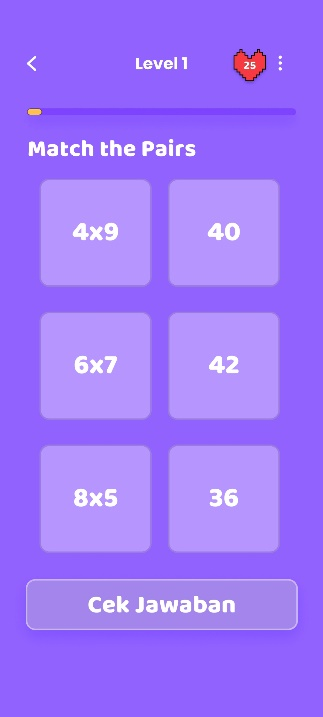 Level 1
25
Match the Pairs
4x9
40
6x7
42
8x5
36
Cek Jawaban